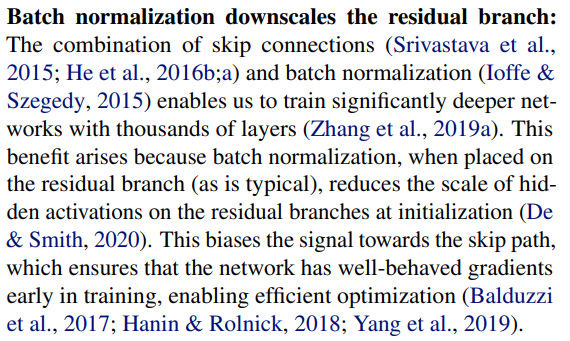 Batch normalization downscales the residual branch:
The combination of skip connections (Srivastava et al.,
2015; He et al., 2016b;a) and batch normalization (Ioffe &
Szegedy, 2015) enables us to train significantly deeper net-
works with thousands of layers (Zhang et al., 2019a). This
benefit arises because batch normalization, when placed on
the residual branch (as is typical), reduces the scale of hid-
den activations on the residual branches at initialization (De
& Smith, 2020). This biases the signal towards the skip path,
which ensures that the network has well-behaved gradients
early in training, enabling efficient optimization (Balduzzi
et al., 2017; Hanin & Rolnick, 2018; Yang et al., 2019).